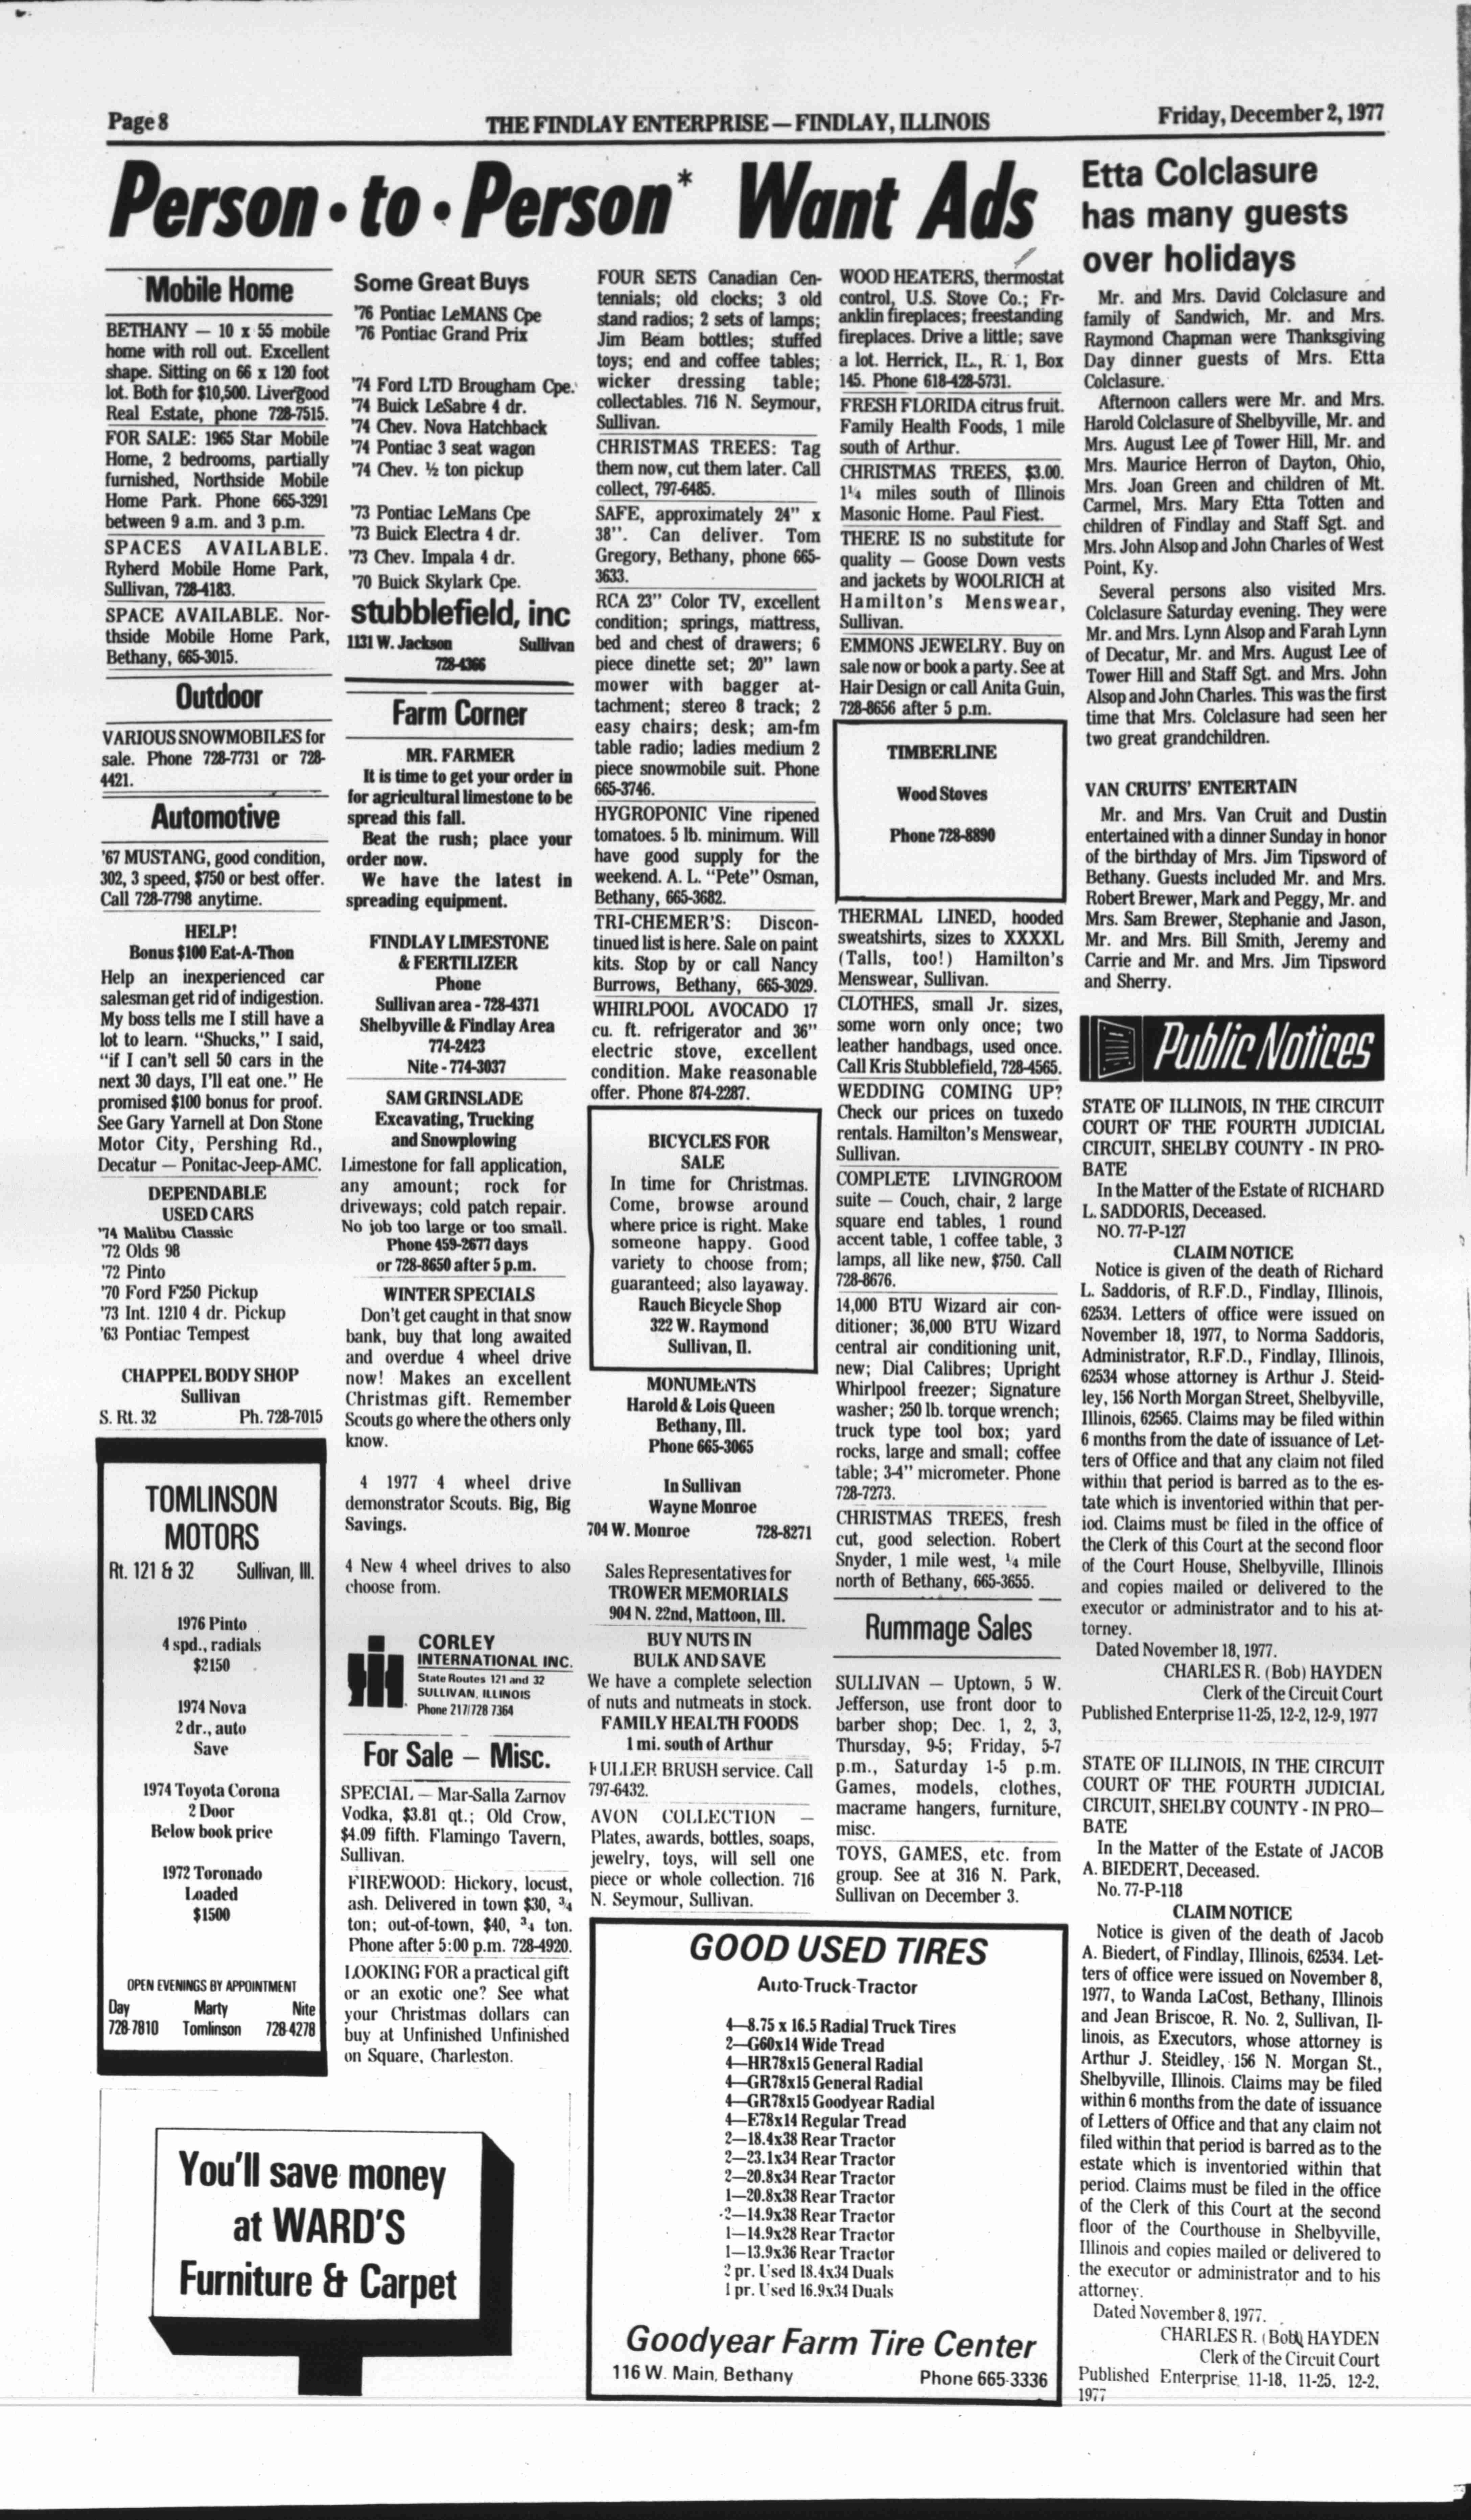 Page 8
THE FINDLAY ENTERPRISE — FINDLAY, ILLINOIS
Friday, December 2, 1977
Person · to · Person* Want Ads
Mobile Home
BETHANY — 10 x 55 mobile
home with roll out. Excellent
shape. Sitting on 66 x 120 foot
lot. Both for $10,500. Livergood
Real Estate, phone 728-7515.
FOR SALE: 1965 Star Mobile
Home, 2 bedrooms, partially
furnished, Northside Mobile
Home Park. Phone 665-3291
between 9 a.m. and 3 p.m.
SPACES AVAILABLE.
Ryherd Mobile Home Park,
Sullivan, 728-4183.
SPACE AVAILABLE. Nor-
thside Mobile Home Park,
Bethany, 665-3015.
Outdoor
VARIOUS SNOWMOBILES for
sale. Phone 728-7731 or 728-
4421.
Automotive
'67 MUSTANG, good condition,
302, 3 speed, $750 or best offer.
Call 728-7798 anytime.
HELP!
Bonus $100 Eat-A-Thon
Help an inexperienced car
salesman get rid of indigestion.
My boss tells me I still have a
lot to learn. "Shucks," I said,
"if I can't sell 50 cars in the
next 30 days, I'll eat one." He
promised $100 bonus for proof.
See Gary Yarnell at Don Stone
Motor City, Pershing Rd.,
Decatur — Ponitac-Jeep-AMC.
DEPENDABLE
USED CARS
'74 Malibu Classic
'72 Olds 98
'72 Pinto
'70 Ford F250 Pickup
'73 Int. 1210 4 dr. Pickup
'63 Pontiac Tempest
CHAPPEL BODY SHOP
Sullivan
S. Rt. 32 Ph. 728-7015
TOMLINSON
MOTORS
Rt. 121 & 32 Sullivan, Ill.
1976 Pinto
4 spd., radials
$2150
1974 Nova
2 dr., auto
Save
1974 Toyota Corona
2 Door
Below book price
1972 Toronado
Loaded
$1500
OPEN EVENINGS BY APPOINTMENT
Day Marty Nite
728-7810 Tomlinson 728-4278
You'll save money
at WARD'S
Furniture & Carpet
Some Great Buys
'76 Pontiac LeMANS Cpe
'76 Pontiac Grand Prix
'74 Ford LTD Brougham Cpe.
'74 Buick LeSabre 4 dr.
'74 Chev. Nova Hatchback
'74 Pontiac 3 seat wagon
'74 Chev. ½ ton pickup
'73 Pontiac LeMans Cpe
'73 Buick Electra 4 dr.
'73 Chev. Impala 4 dr.
'70 Buick Skylark Cpe.
stubblefield, inc
1131 W. Jackson Sullivan
728-4366
Farm Corner
MR. FARMER
It is time to get your order in
for agricultural limestone to be
spread this fall.
Beat the rush; place your
order now.
We have the latest in
spreading equipment.
FINDLAY LIMESTONE
& FERTILIZER
Phone
Sullivan area - 728-4371
Shelbyville & Findlay Area
774-2423
Nite - 774-3037
SAM GRINSLADE
Excavating, Trucking
and Snowplowing
Limestone for fall application,
any amount; rock for
driveways; cold patch repair.
No job too large or too small.
Phone 459-2677 days
or 728-8650 after 5 p.m.
WINTER SPECIALS
Don't get caught in that snow
bank, buy that long awaited
and overdue 4 wheel drive
now! Makes an excellent
Christmas gift. Remember
Scouts go where the others only
know.
4 1977 4 wheel drive
demonstrator Scouts. Big, Big
Savings.
4 New 4 wheel drives to also
choose from.
CORLEY
INTERNATIONAL INC.
State Routes 121 and 32
SULLIVAN, ILLINOIS
Phone 217/728 7364
For Sale — Misc.
SPECIAL — Mar-Salla Zarnov
Vodka, $3.81 qt.; Old Crow,
$4.09 fifth. Flamingo Tavern,
Sullivan.
FIREWOOD: Hickory, locust,
ash. Delivered in town $30, ¾
ton; out-of-town, $40, ¾ ton.
Phone after 5:00 p.m. 728-4920.
LOOKING FOR a practical gift
or an exotic one? See what
your Christmas dollars can
buy at Unfinished Unfinished
on Square, Charleston.
FOUR SETS Canadian Cen-
tennials; old clocks; 3 old
stand radios; 2 sets of lamps;
Jim Beam bottles; stuffed
toys; end and coffee tables;
wicker dressing table;
collectables. 716 N. Seymour,
Sullivan.
CHRISTMAS TREES: Tag
them now, cut them later. Call
collect, 797-6485.
SAFE, approximately 24" x
38". Can deliver. Tom
Gregory, Bethany, phone 665-
3633.
RCA 23" Color TV, excellent
condition; springs, mattress,
bed and chest of drawers; 6
piece dinette set; 20" lawn
mower with bagger at-
tachment; stereo 8 track; 2
easy chairs; desk; am-fm
table radio; ladies medium 2
piece snowmobile suit. Phone
665-3746.
HYGROPONIC Vine ripened
tomatoes. 5 lb. minimum. Will
have good supply for the
weekend. A. L. "Pete" Osman,
Bethany, 665-3682.
TRI-CHEMER'S: Discon-
tinued list is here. Sale on paint
kits. Stop by or call Nancy
Burrows, Bethany, 665-3029.
WHIRLPOOL AVOCADO 17
cu. ft. refrigerator and 36"
electric stove, excellent
condition. Make reasonable
offer. Phone 874-2287.
BICYCLES FOR
SALE
In time for Christmas.
Come, browse around
where price is right. Make
someone happy. Good
variety to choose from;
guaranteed; also layaway.
Rauch Bicycle Shop
322 W. Raymond
Sullivan, Il.
MONUMENTS
Harold & Lois Queen
Bethany, Ill.
Phone 665-3065
In Sullivan
Wayne Monroe
704 W. Monroe 728-8271
Sales Representatives for
TROWER MEMORIALS
904 N. 22nd, Mattoon, Ill.
BUY NUTS IN
BULK AND SAVE
We have a complete selection
of nuts and nutmeats in stock.
FAMILY HEALTH FOODS
1 mi. south of Arthur
FULLER BRUSH service. Call
797-6432.
AVON COLLECTION —
Plates, awards, bottles, soaps,
jewelry, toys, will sell one
piece or whole collection. 716
N. Seymour, Sullivan.
WOOD HEATERS, thermostat
control, U.S. Stove Co.; Fr-
anklin fireplaces; freestanding
fireplaces. Drive a little; save
a lot. Herrick, IL., R. 1, Box
145. Phone 618-428-5731.
FRESH FLORIDA citrus fruit.
Family Health Foods, 1 mile
south of Arthur.
CHRISTMAS TREES, $3.00.
1¼ miles south of Illinois
Masonic Home. Paul Fiest.
THERE IS no substitute for
quality — Goose Down vests
and jackets by WOOLRICH at
Hamilton's Menswear,
Sullivan.
EMMONS JEWELRY. Buy on
sale now or book a party. See at
Hair Design or call Anita Guin,
728-8656 after 5 p.m.
TIMBERLINE
Wood Stoves
Phone 728-8890
THERMAL LINED, hooded
sweatshirts, sizes to XXXXL
(Talls, too!) Hamilton's
Menswear, Sullivan.
CLOTHES, small Jr. sizes,
some worn only once; two
leather handbags, used once.
Call Kris Stubblefield, 728-4565.
WEDDING COMING UP?
Check our prices on tuxedo
rentals. Hamilton's Menswear,
Sullivan.
COMPLETE LIVINGROOM
suite — Couch, chair, 2 large
square end tables, 1 round
accent table, 1 coffee table, 3
lamps, all like new, $750. Call
728-8676.
14,000 BTU Wizard air con-
ditioner; 36,000 BTU Wizard
central air conditioning unit,
new; Dial Calibres; Upright
Whirlpool freezer; Signature
washer; 250 lb. torque wrench;
truck type tool box; yard
rocks, large and small; coffee
table; 3-4" micrometer. Phone
728-7273.
CHRISTMAS TREES, fresh
cut, good selection. Robert
Snyder, 1 mile west, ¼ mile
north of Bethany, 665-3655.
Rummage Sales
SULLIVAN — Uptown, 5 W.
Jefferson, use front door to
barber shop; Dec. 1, 2, 3,
Thursday, 9-5; Friday, 5-7
p.m., Saturday 1-5 p.m.
Games, models, clothes,
macrame hangers, furniture,
misc.
TOYS, GAMES, etc. from
group. See at 316 N. Park,
Sullivan on December 3.
GOOD USED TIRES
Auto-Truck-Tractor
4—8.75 x 16.5 Radial Truck Tires
2—G60x14 Wide Tread
4—HR78x15 General Radial
4—GR78x15 General Radial
4—GR78x15 Goodyear Radial
4—E78x14 Regular Tread
2—18.4x38 Rear Tractor
2—23.1x34 Rear Tractor
2—20.8x34 Rear Tractor
1—20.8x38 Rear Tractor
2—14.9x38 Rear Tractor
1—14.9x28 Rear Tractor
1—13.9x36 Rear Tractor
2 pr. Used 18.4x34 Duals
1 pr. Used 16.9x34 Duals
Goodyear Farm Tire Center
116 W. Main, Bethany Phone 665-3336
Etta Colclasure
has many guests
over holidays
Mr. and Mrs. David Colclasure and
family of Sandwich, Mr. and Mrs.
Raymond Chapman were Thanksgiving
Day dinner guests of Mrs. Etta
Colclasure.
Afternoon callers were Mr. and Mrs.
Harold Colclasure of Shelbyville, Mr. and
Mrs. August Lee of Tower Hill, Mr. and
Mrs. Maurice Herron of Dayton, Ohio,
Mrs. Joan Green and children of Mt.
Carmel, Mrs. Mary Etta Totten and
children of Findlay and Staff Sgt. and
Mrs. John Alsop and John Charles of West
Point, Ky.
Several persons also visited Mrs.
Colclasure Saturday evening. They were
Mr. and Mrs. Lynn Alsop and Farah Lynn
of Decatur, Mr. and Mrs. August Lee of
Tower Hill and Staff Sgt. and Mrs. John
Alsop and John Charles. This was the first
time that Mrs. Colclasure had seen her
two great grandchildren.
VAN CRUITS' ENTERTAIN
Mr. and Mrs. Van Cruit and Dustin
entertained with a dinner Sunday in honor
of the birthday of Mrs. Jim Tipsword of
Bethany. Guests included Mr. and Mrs.
Robert Brewer, Mark and Peggy, Mr. and
Mrs. Sam Brewer, Stephanie and Jason,
Mr. and Mrs. Bill Smith, Jeremy and
Carrie and Mr. and Mrs. Jim Tipsword
and Sherry.
Public Notices
STATE OF ILLINOIS, IN THE CIRCUIT
COURT OF THE FOURTH JUDICIAL
CIRCUIT, SHELBY COUNTY - IN PRO-
BATE
In the Matter of the Estate of RICHARD
L. SADDORIS, Deceased.
NO. 77-P-127
CLAIM NOTICE
Notice is given of the death of Richard
L. Saddoris, of R.F.D., Findlay, Illinois,
62534. Letters of office were issued on
November 18, 1977, to Norma Saddoris,
Administrator, R.F.D., Findlay, Illinois,
62534 whose attorney is Arthur J. Steid-
ley, 156 North Morgan Street, Shelbyville,
Illinois, 62565. Claims may be filed within
6 months from the date of issuance of Let-
ters of Office and that any claim not filed
within that period is barred as to the es-
tate which is inventoried within that per-
iod. Claims must be filed in the office of
the Clerk of this Court at the second floor
of the Court House, Shelbyville, Illinois
and copies mailed or delivered to the
executor or administrator and to his at-
torney.
Dated November 18, 1977.
CHARLES R. (Bob) HAYDEN
Clerk of the Circuit Court
Published Enterprise 11-25, 12-2, 12-9, 1977
STATE OF ILLINOIS, IN THE CIRCUIT
COURT OF THE FOURTH JUDICIAL
CIRCUIT, SHELBY COUNTY - IN PRO—
BATE
In the Matter of the Estate of JACOB
A. BIEDERT, Deceased.
No. 77-P-118
CLAIM NOTICE
Notice is given of the death of Jacob
A. Biedert, of Findlay, Illinois, 62534. Let-
ters of office were issued on November 8,
1977, to Wanda LaCost, Bethany, Illinois
and Jean Briscoe, R. No. 2, Sullivan, Il-
linois, as Executors, whose attorney is
Arthur J. Steidley, 156 N. Morgan St.,
Shelbyville, Illinois. Claims may be filed
within 6 months from the date of issuance
of Letters of Office and that any claim not
filed within that period is barred as to the
estate which is inventoried within that
period. Claims must be filed in the office
of the Clerk of this Court at the second
floor of the Courthouse in Shelbyville,
Illinois and copies mailed or delivered to
the executor or administrator and to his
attorney.
Dated November 8, 1977.
CHARLES R. (Bob) HAYDEN
Clerk of the Circuit Court
Published Enterprise 11-18, 11-25, 12-2,
1977